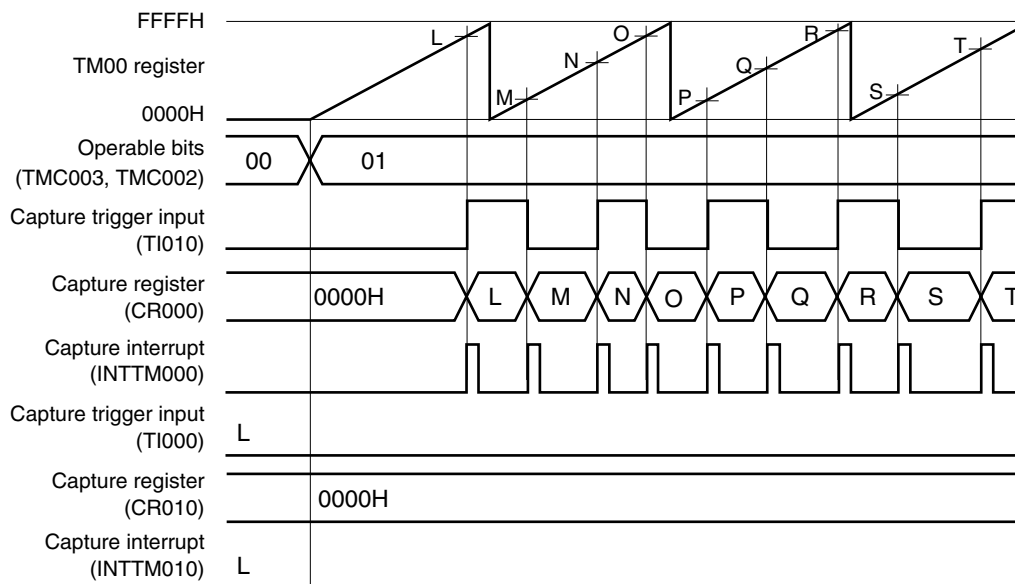 FFFFH
L
O
R
T
TM00 register
N
Q
M
P
S
0000H
Operable bits
(TMC003, TMC002)
00
01
Capture trigger input
(TI010)
Capture register
(CR000)
0000H
L
M
N
O
P
Q
R
S
T
Capture interrupt
(INTTM000)
Capture trigger input
(TI000)
L
Capture register
(CR010)
0000H
Capture interrupt
(INTTM010)
L